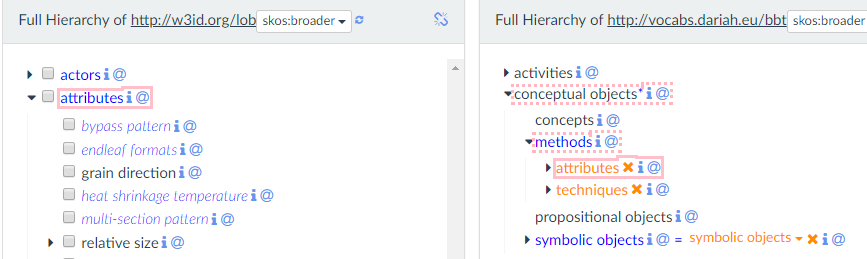 Full Hierarchy of http://w3id.org/lob skos:broader
actors i @
attributes i @
bypass pattern i @
endleaf formats i @
grain direction i @
heat shrinkage temperature i @
multi-section pattern i @
relative size i @
Full Hierarchy of http://vocabs.dariah.eu/bbt skos:broader
activities i @
conceptual objects* i @
concepts i @
methods i @
attributes ✖ i @
techniques ✖ i @
propositional objects i @
symbolic objects i @ = symbolic objects ✖ i @